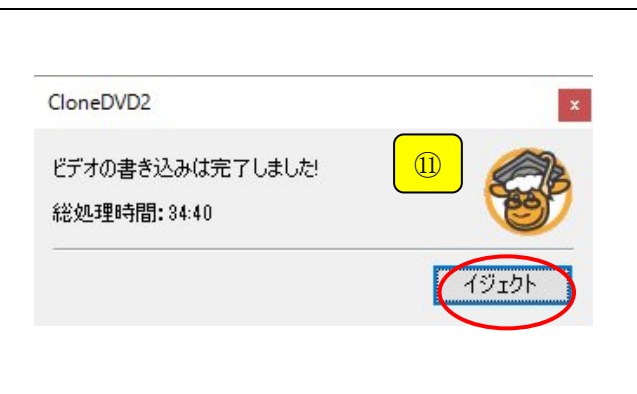 CloneDVD2
x
ビデオの書き込みは完了しました!
⑪
総処理時間: 34:40
イジェクト